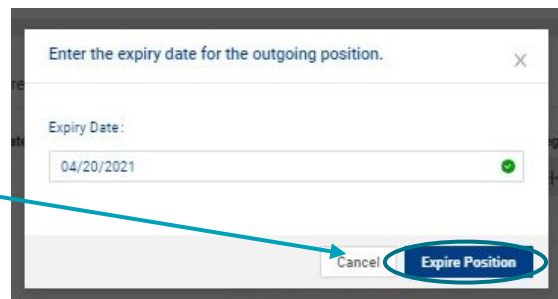 Enter the expiry date for the outgoing position.
Expiry Date:
04/20/2021
Cancel Expire Position